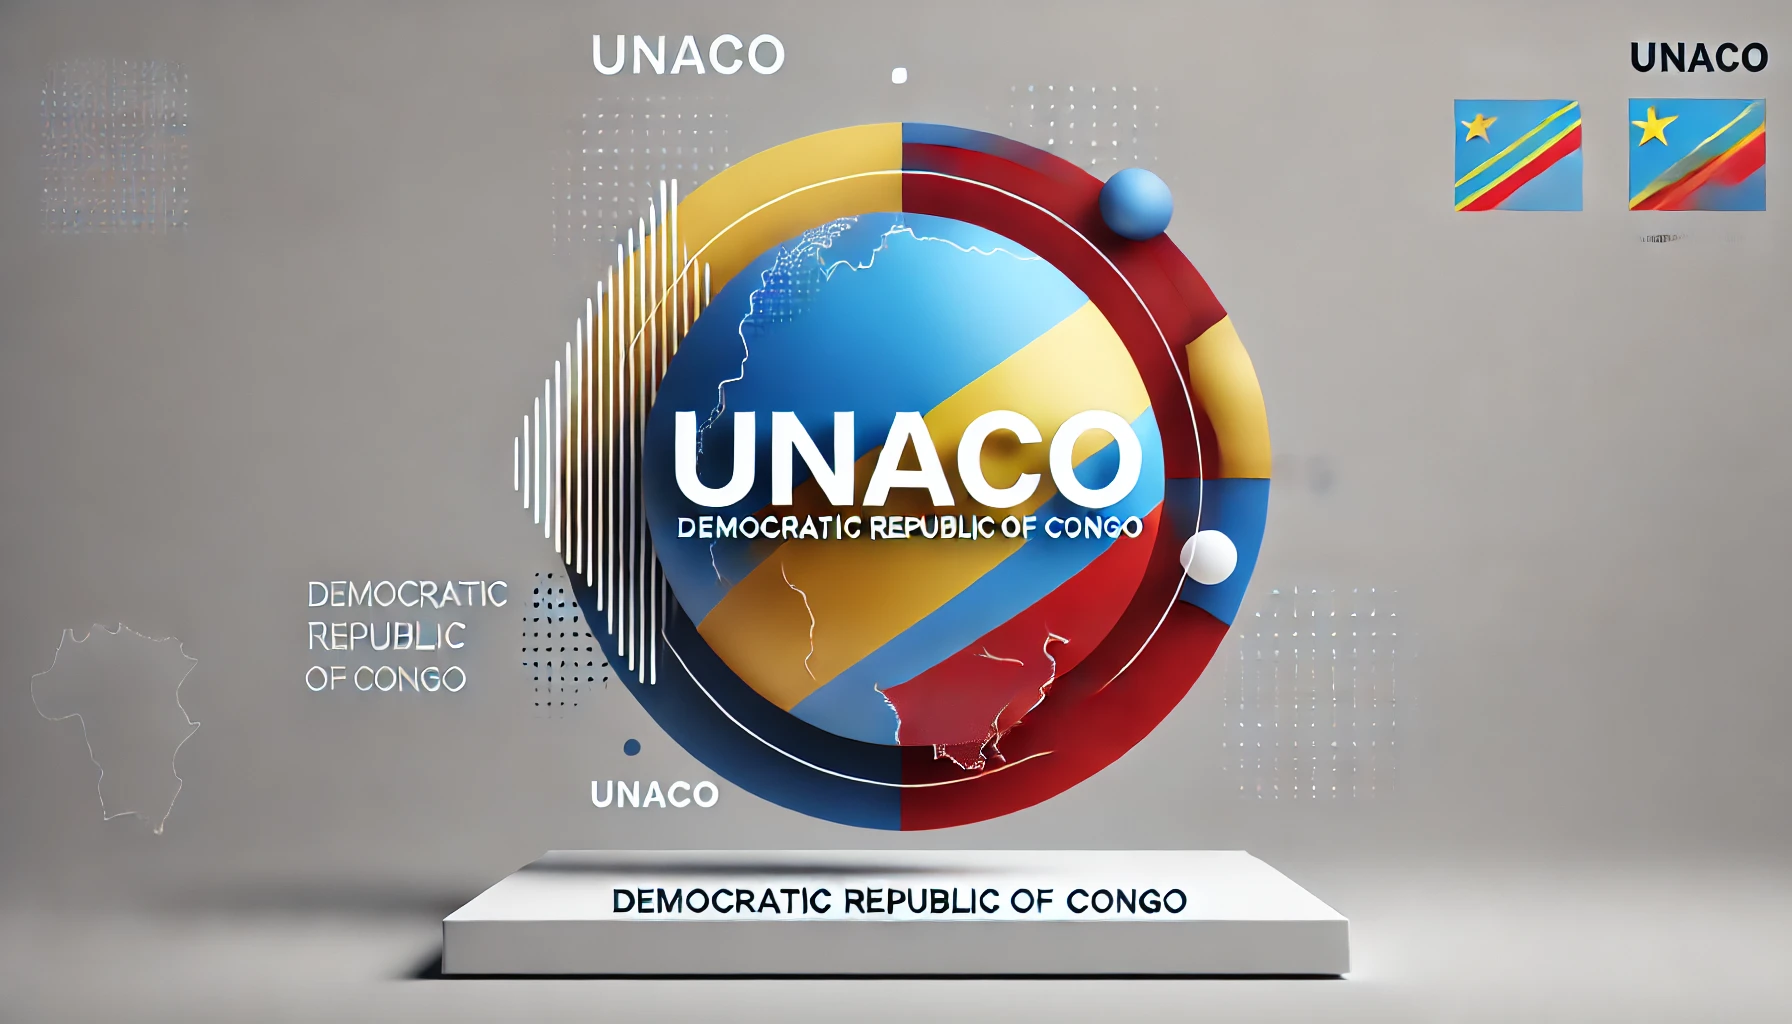 UNACO
UNACO
UNACO
DEMOCRATIC REPUBLIC OF CONGO
DEMOCRATIC
REPUBLIC
OF CONGO
UNACO
DEMOCRATIC REPUBLIC OF CONGO